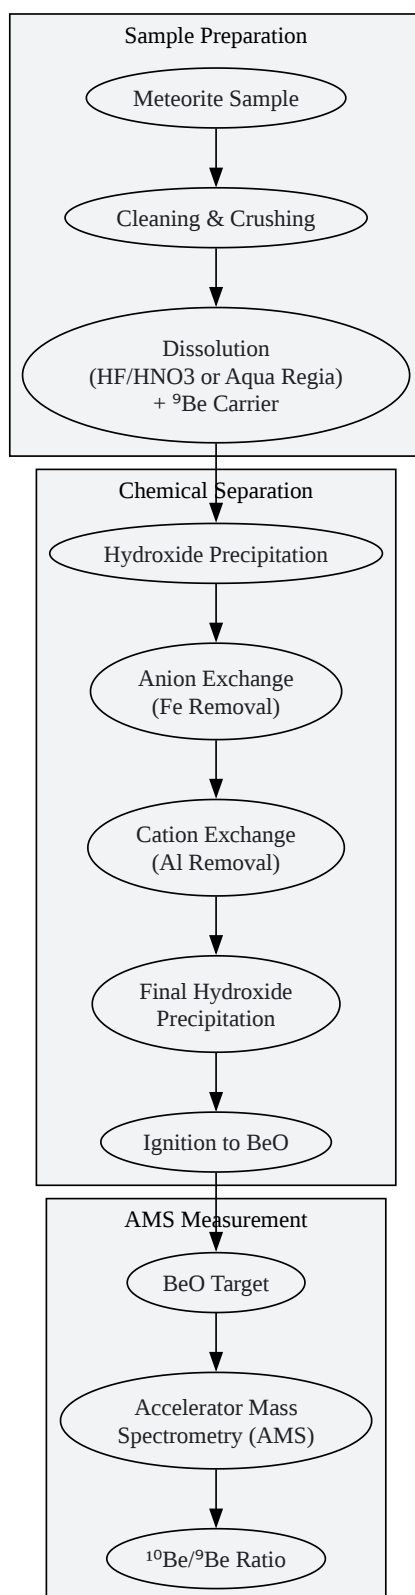 Sample Preparation
Meteorite Sample
Cleaning & Crushing
Dissolution
(HF/HNO3 or Aqua Regia)
+ ⁹Be Carrier
Chemical Separation
Hydroxide Precipitation
Anion Exchange
(Fe Removal)
Cation Exchange
(Al Removal)
Final Hydroxide
Precipitation
Ignition to BeO
AMS Measurement
BeO Target
Accelerator Mass
Spectrometry (AMS)
¹⁰Be/⁹Be Ratio